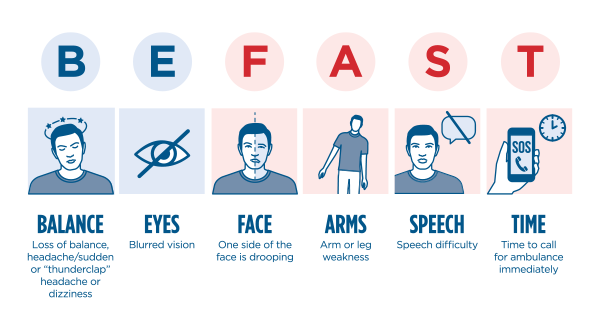 B E F A S T
SOS
BALANCE
Loss of balance,
headache/sudden
or “thunderclap”
headache or
dizziness
EYES
Blurred vision
FACE
One side of the
face is drooping
ARMS
Arm or leg
weakness
SPEECH
Speech difficulty
TIME
Time to call
for ambulance
immediately